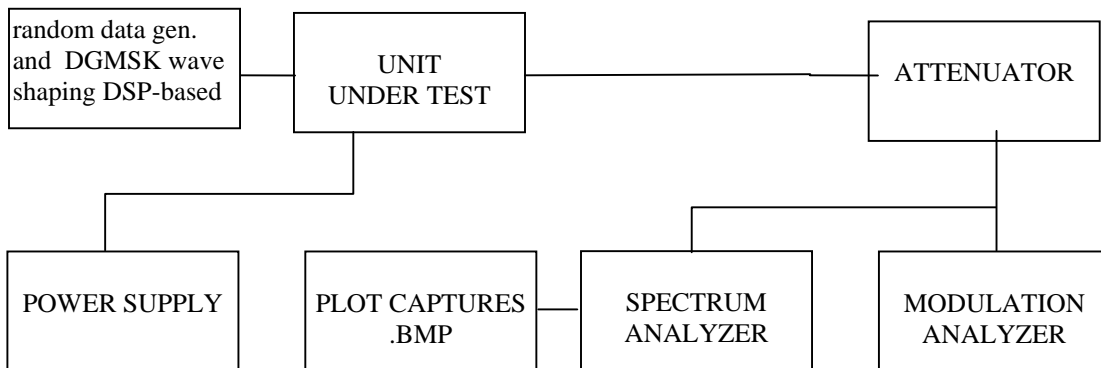 random data gen.
and DGMSK wave
shaping DSP-based
UNIT
UNDER TEST
ATTENUATOR
POWER SUPPLY
PLOT CAPTURES
.BMP
SPECTRUM
ANALYZER
MODULATION
ANALYZER